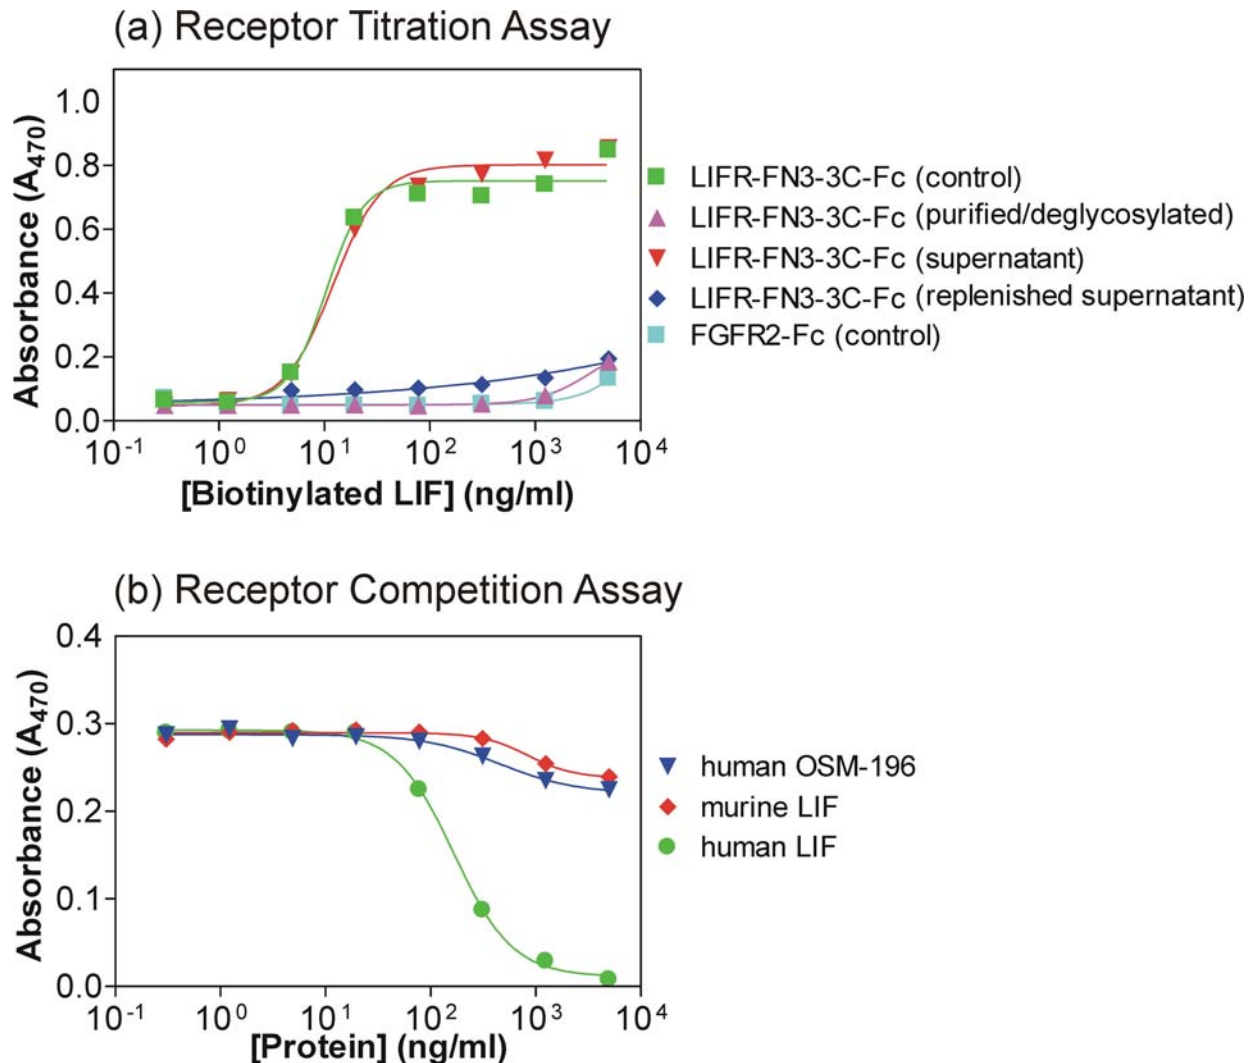 (a) Receptor Titration Assay
Absorbance (A470)
1.0
0.8
0.6
0.4
0.2
0.0
10-1 100 101 102 103 104
[Biotinylated LIF] (ng/ml)
LIFR-FN3-3C-Fc (control)
LIFR-FN3-3C-Fc (purified/deglycosylated)
LIFR-FN3-3C-Fc (supernatant)
LIFR-FN3-3C-Fc (replenished supernatant)
FGFR2-Fc (control)
(b) Receptor Competition Assay
Absorbance (A470)
0.4
0.3
0.2
0.1
0.0
10-1 100 101 102 103 104
[Protein] (ng/ml)
human OSM-196
murine LIF
human LIF